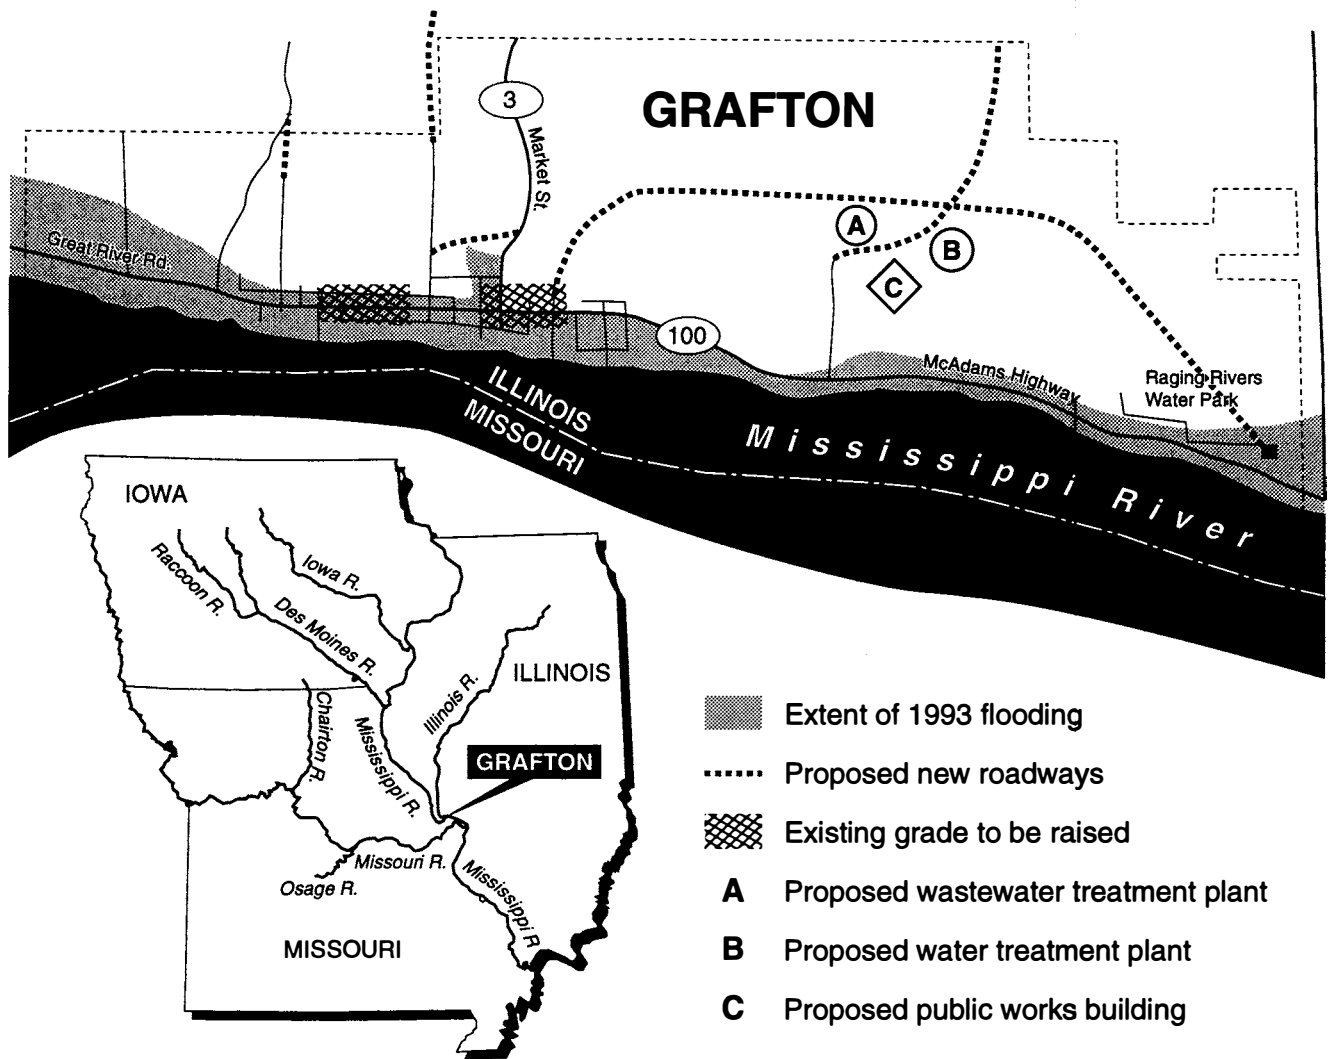 GRAFTON
3
Market St.
A
B
C
Great River Rd.
100
McAdams Highway
Raging Rivers
Water Park
ILLINOIS
MISSOURI
Mississippi River
IOWA
Raccoon R.
Iowa R.
Des Moines R.
Illinois R.
ILLINOIS
Chairton R.
Mississippi R.
GRAFTON
Missouri R.
Osage R.
Mississippi R
MISSOURI
Extent of 1993 flooding
Proposed new roadways
Existing grade to be raised
A Proposed wastewater treatment plant
B Proposed water treatment plant
C Proposed public works building